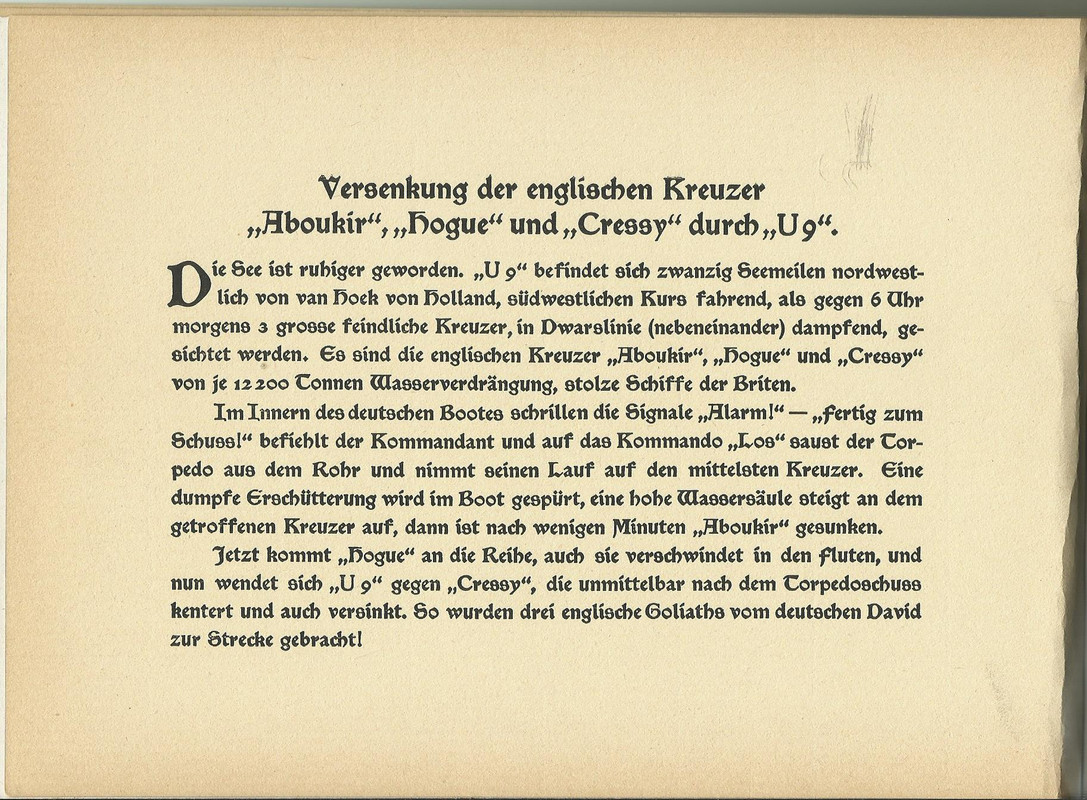 Versenkung der englischen Kreuzer
„Aboukir“, „Hogue“ und „Cressy“ durch „U 9“.
Die See ist ruhiger geworden. „U 9“ befindet sich zwanzig Seemeilen nordwest-
lich von van Hoek von Holland, südwestlichen Kurs fahrend, als gegen 6 Uhr
morgens 3 grosse feindliche Kreuzer, in Dwarslinie (nebeneinander) dampfend, ge-
sichtet werden. Es sind die englischen Kreuzer „Aboukir“, „Hogue“ und „Cressy“
von je 12 200 Tonnen Wasserverdrängung, stolze Schiffe der Briten.
Im Innern des deutschen Bootes schrillen die Signale „Alarm!“ — „fertig zum
Schuss!“ befiehlt der Kommandant und auf das Kommando „Los“ saust der Tor-
pedo aus dem Rohr und nimmt seinen Lauf auf den mittelsten Kreuzer. Eine
dumpfe Erschütterung wird im Boot gespürt, eine hohe Wassersäule steigt an dem
getroffenen Kreuzer auf, dann ist nach wenigen Minuten „Aboukir“ gesunken.
Jetzt kommt „Hogue“ an die Reihe, auch sie verschwindet in den Fluten, und
nun wendet sich „U 9“ gegen „Cressy“, die unmittelbar nach dem Torpedoschuss
kentert und auch versinkt. So wurden drei englische Goliaths vom deutschen David
zur Strecke gebracht!